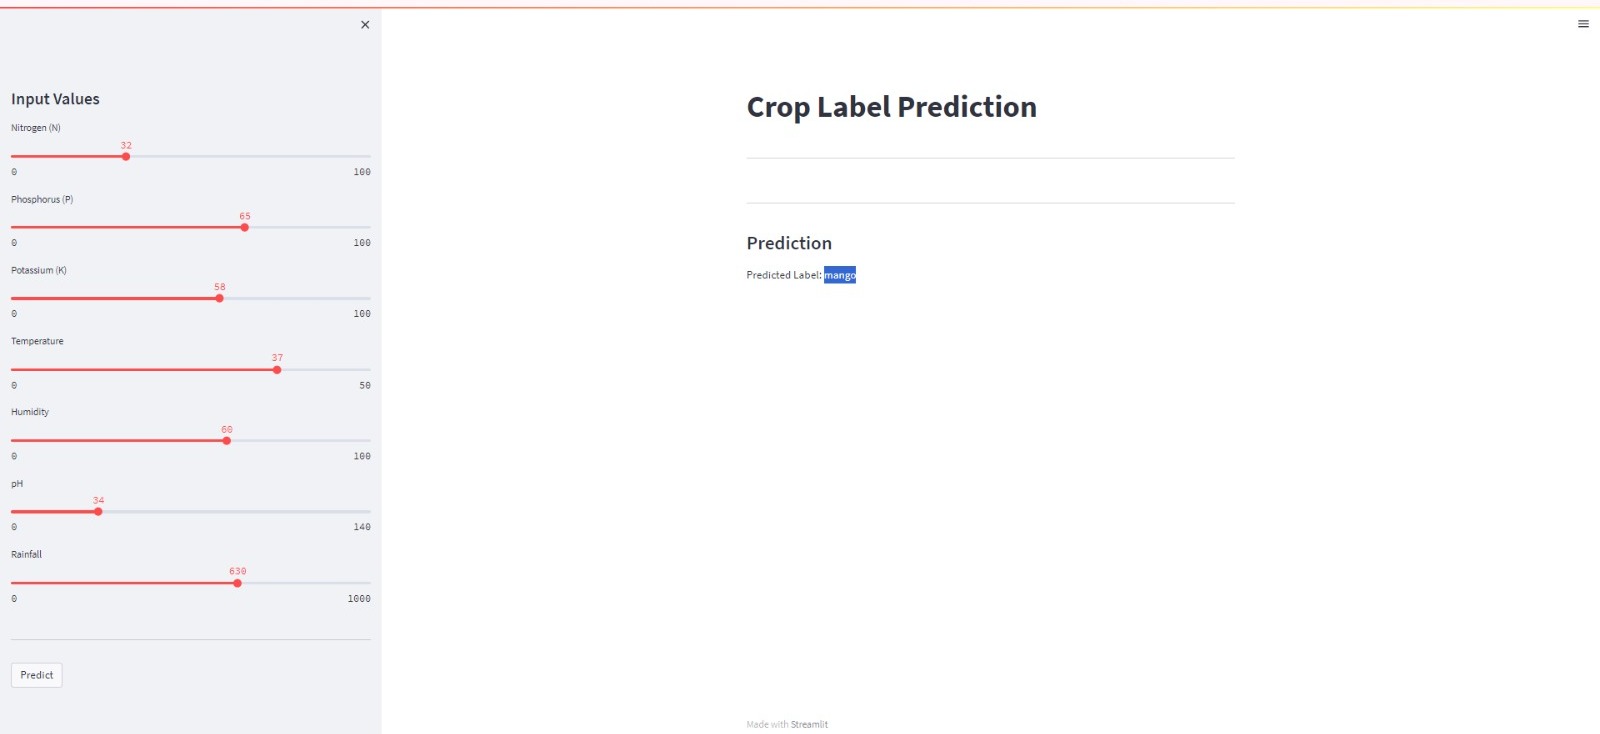 Input Values
Nitrogen (N)
32
0 100
Phosphorus (P)
65
0 100
Potassium (K)
58
0 100
Temperature
37
0 50
Humidity
60
0 100
pH
34
0 140
Rainfall
630
0 1000
Predict
Crop Label Prediction
Prediction
Predicted Label: mango
Made with Streamlit